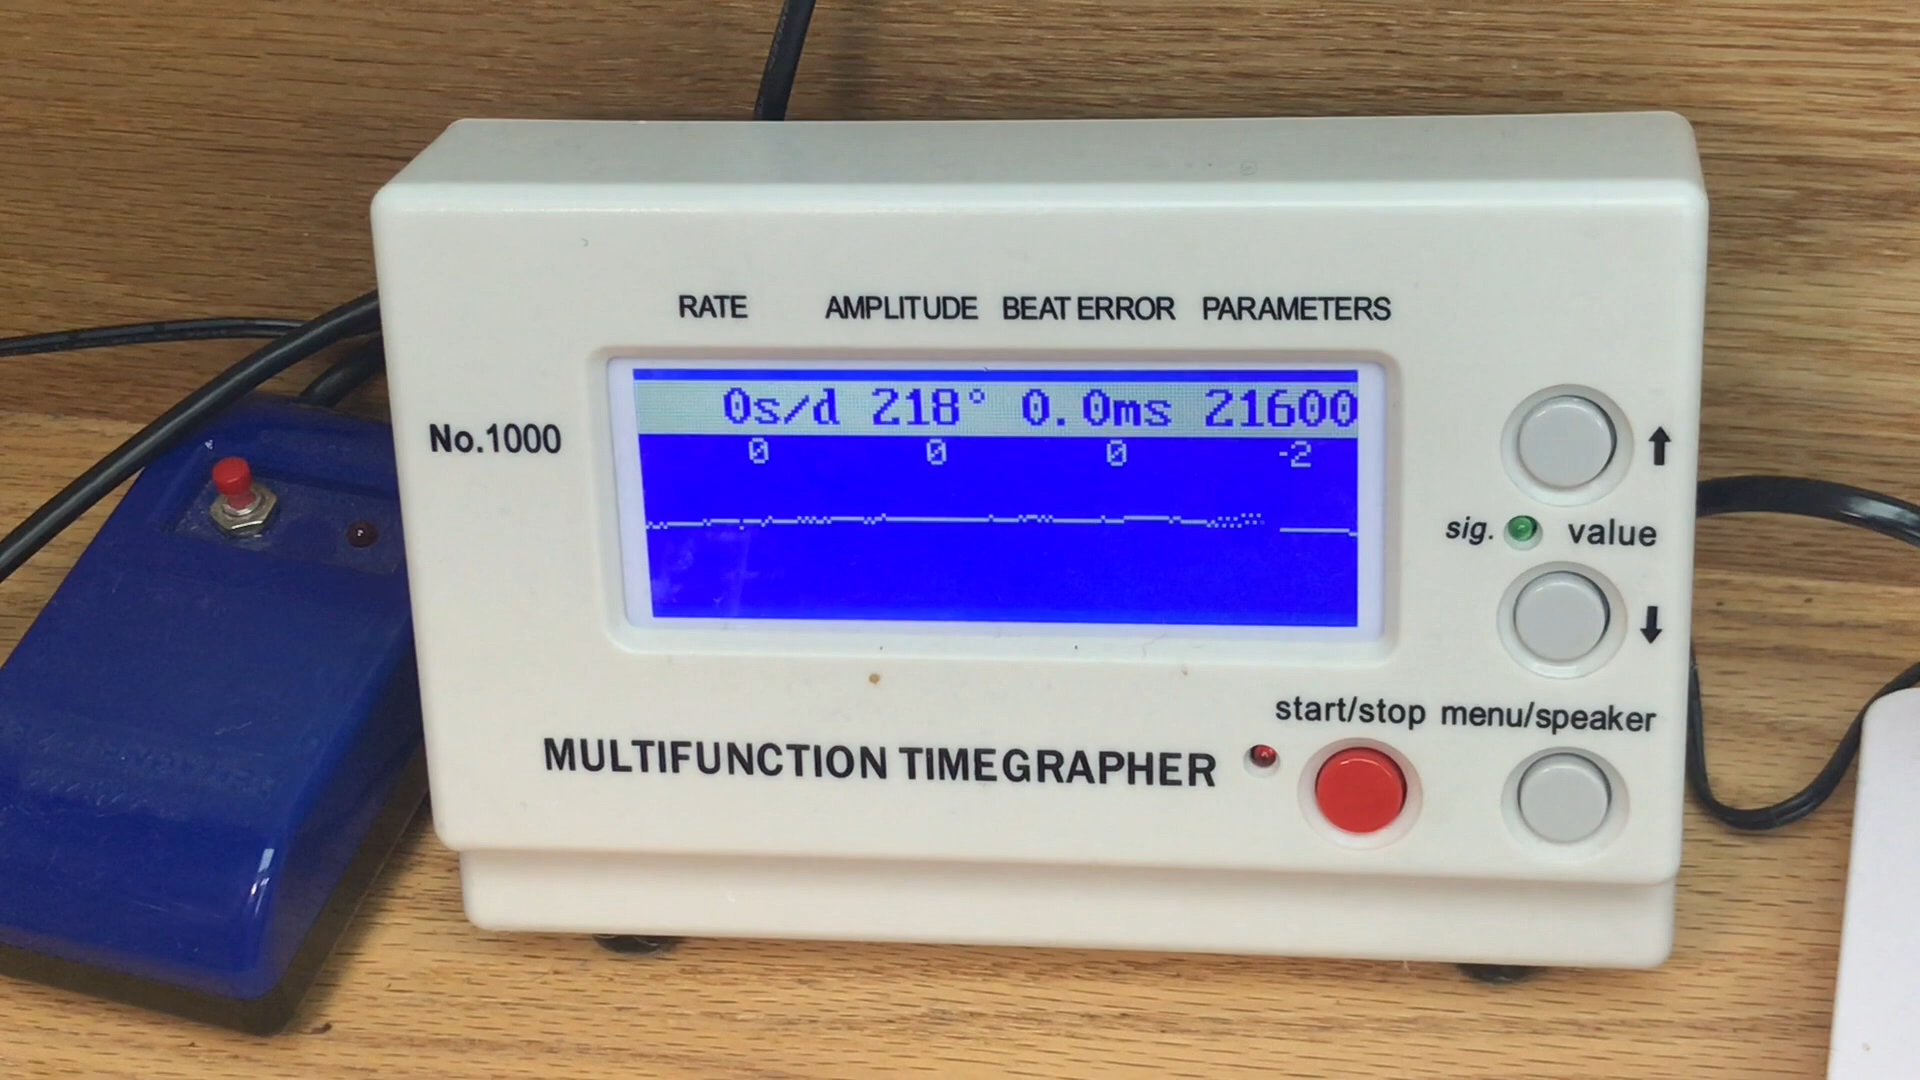 RATE AMPLITUDE BEAT ERROR PARAMETERS
0s/d 218° 0.0ms 21600
0 0 0 -2
No.1000
sig. value
start/stop menu/speaker
MULTIFUNCTION TIMEGRAPHER